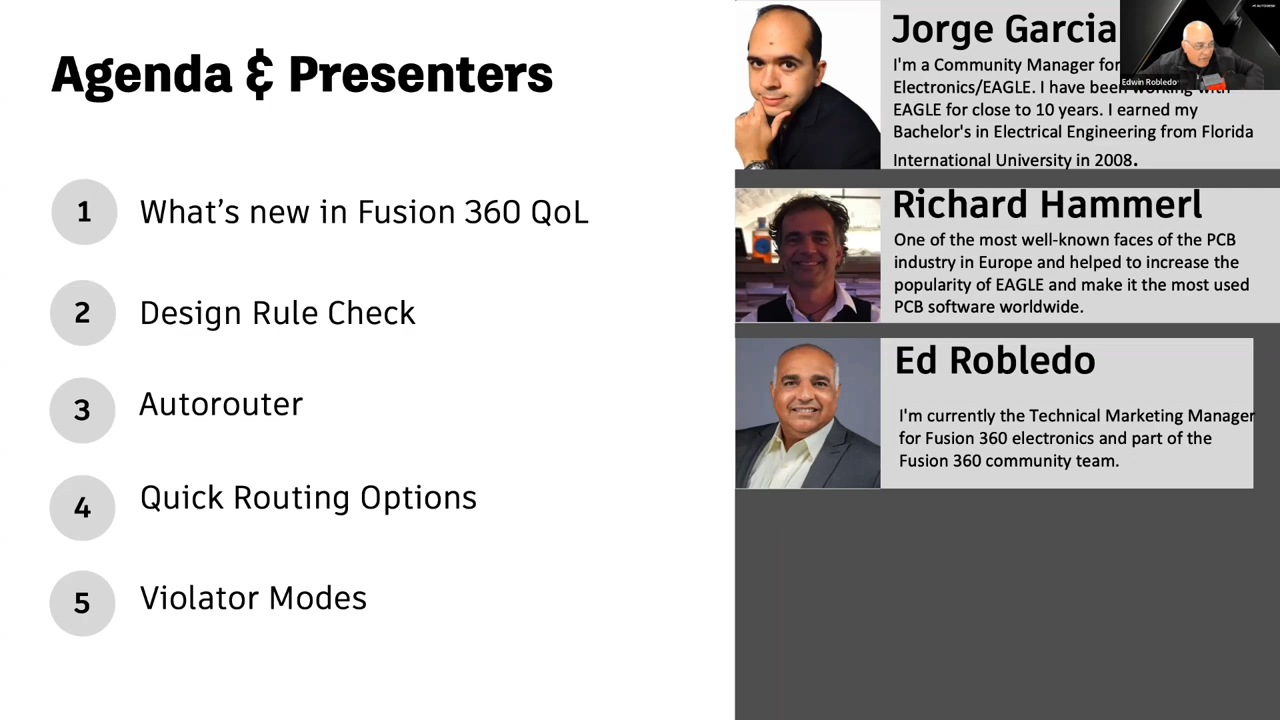 Agenda & Presenters
1
What's new in Fusion 360 QoL
2
Design Rule Check
3
Autorouter
4
Quick Routing Options
5
Violator Modes
Jorge Garcia
I'm a Community Manager for
Electronics/EAGLE. I have been working with
EAGLE for close to 10 years. I earned my
Bachelor's in Electrical Engineering from Florida
International University in 2008.
Richard Hammerl
One of the most well-known faces of the PCB
industry in Europe and helped to increase the
popularity of EAGLE and make it the most used
PCB software worldwide.
Ed Robledo
I'm currently the Technical Marketing Manager
for Fusion 360 electronics and part of the
Fusion 360 community team.
AUTODESK
Edwin Robledo